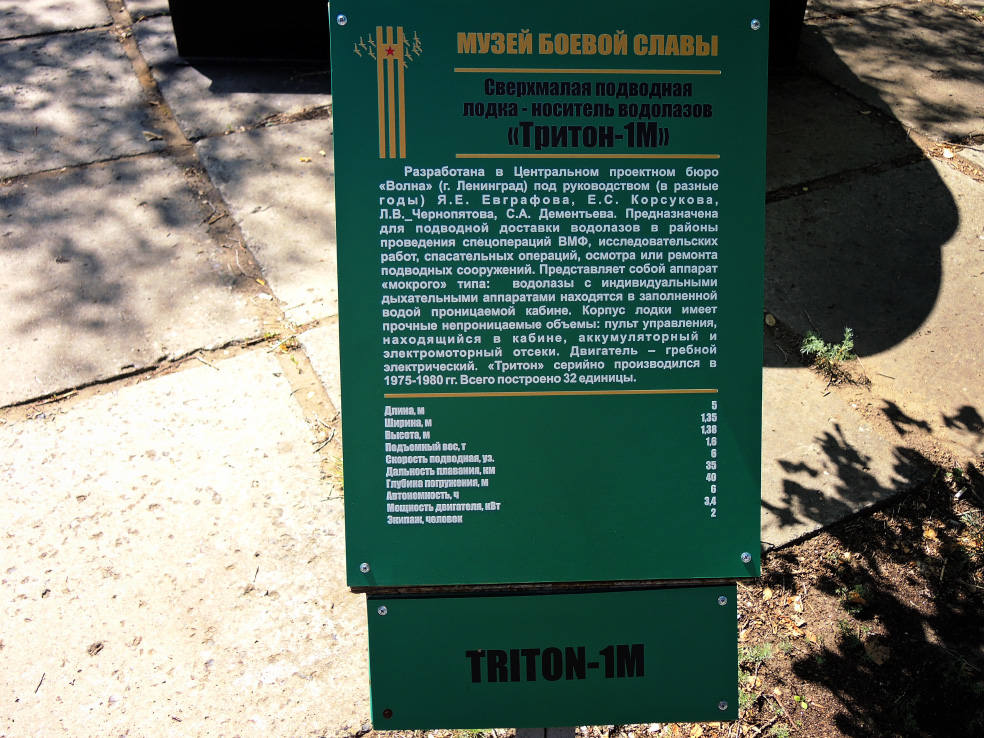 МУЗЕЙ БОЕВОЙ СЛАВЫ
Сверхмалая подводная
лодка - носитель водолазов
«Тритон-1М»
Разработана в Центральном проектном бюро
«Волна» (г. Ленинград) под руководством (в разные
годы) Я.Е. Евграфова, Е.С. Корсукова,
Л.В._Чернопятова, С.А. Дементьева. Предназначена
для подводной доставки водолазов в районы
проведения спецопераций ВМФ, исследовательских
работ, спасательных операций, осмотра или ремонта
подводных сооружений. Представляет собой аппарат
«мокрого» типа: водолазы с индивидуальными
дыхательными аппаратами находятся в заполненной
водой проницаемой кабине. Корпус лодки имеет
прочные непроницаемые объемы: пульт управления,
находящийся в кабине, аккумуляторный и
электромоторный отсеки. Двигатель – гребной
электрический. «Тритон» серийно производился в
1975-1980 гг. Всего построено 32 единицы.
Длина, м 5
Ширина, м 1,35
Высота, м 1,38
Подъемный вес, т 1,6
Скорость подводная, уз. 6
Дальность плавания, км 35
Глубина погружения, м 40
Автономность, ч 6
Мощность двигателя, кВт 3,4
Экипаж, человек 2
TRITON-1M